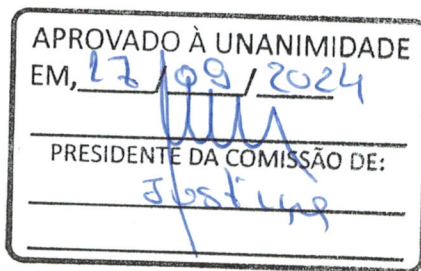 APROVADO À UNANIMIDADE
EM, 17 / 09 / 2024
PRESIDENTE DA COMISSÃO DE:
Justiça